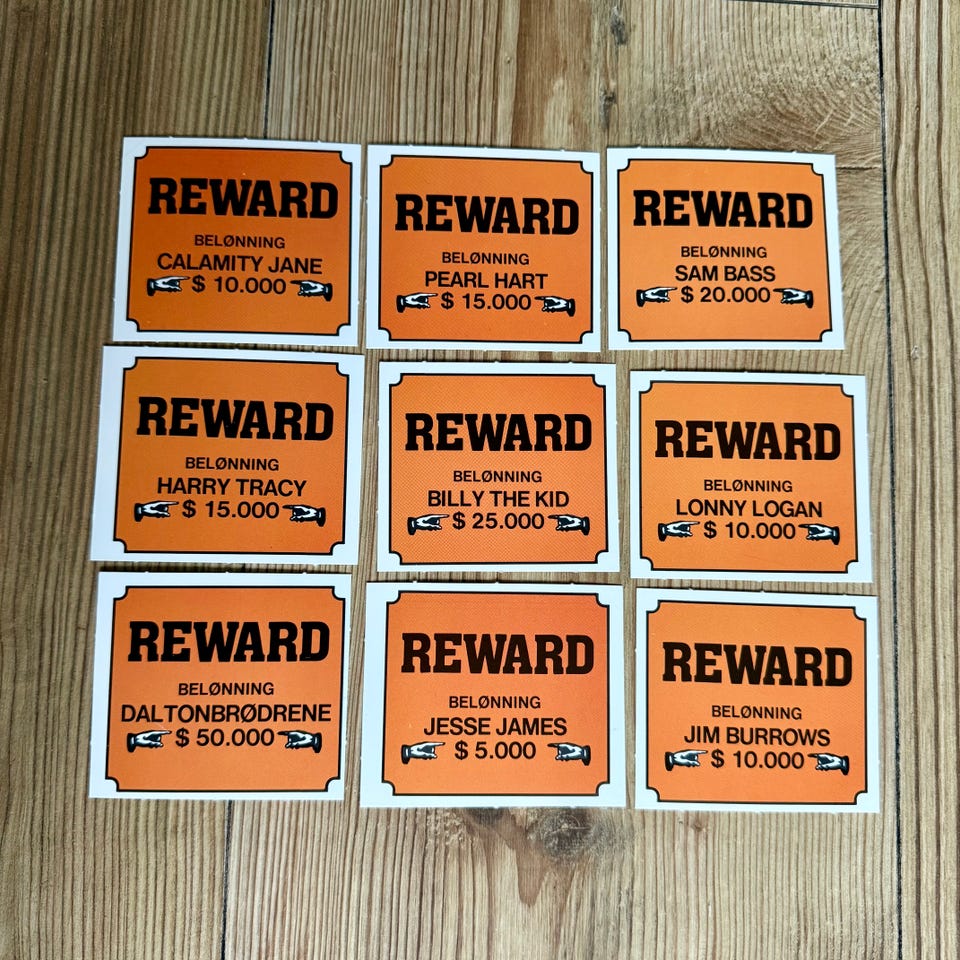 REWARD
BELØNNING
CALAMITY JANE
$ 10.000
REWARD
BELØNNING
PEARL HART
$ 15.000
REWARD
BELØNNING
SAM BASS
$ 20.000
REWARD
BELØNNING
HARRY TRACY
$ 15.000
REWARD
BELØNNING
BILLY THE KID
$ 25.000
REWARD
BELØNNING
LONNY LOGAN
$ 10.000
REWARD
BELØNNING
DALTONBRØDRENE
$ 50.000
REWARD
BELØNNING
JESSE JAMES
$ 5.000
REWARD
BELØNNING
JIM BURROWS
$ 10.000